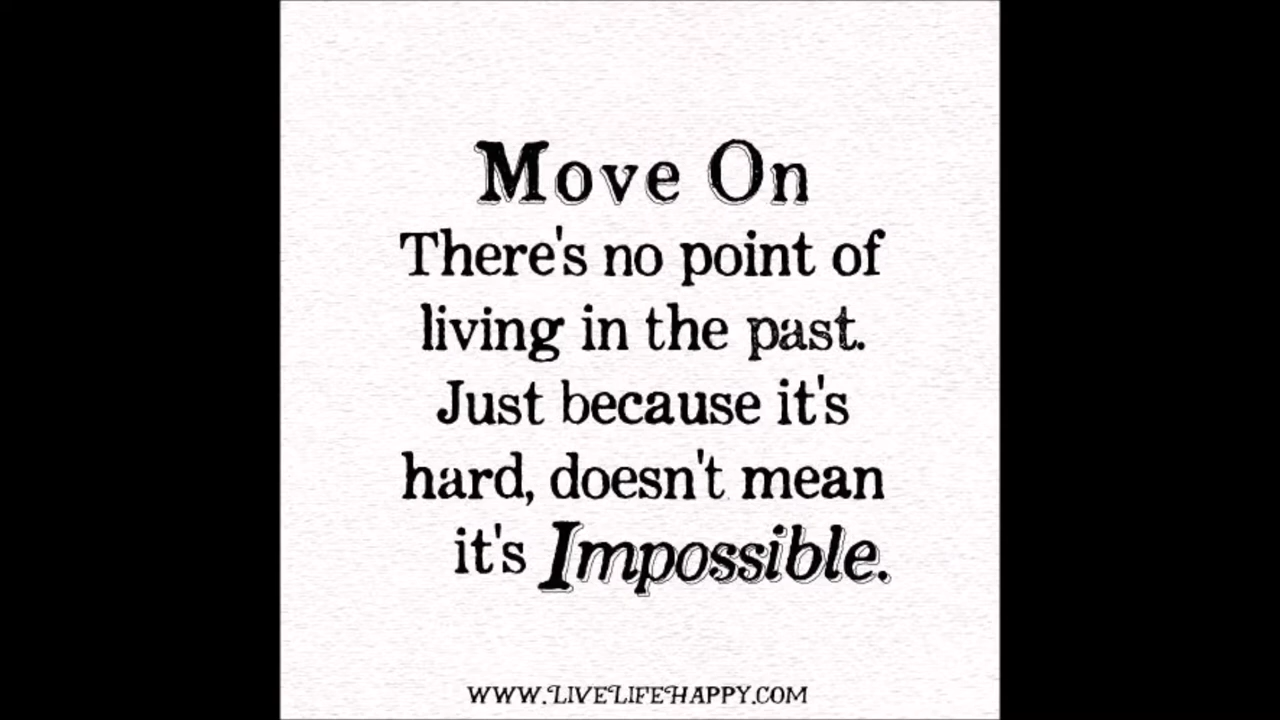 Move On
There's no point of
living in the past.
Just because it's
hard, doesn't mean
it's Impossible.
WWW.LIVELIFEHAPPY.COM